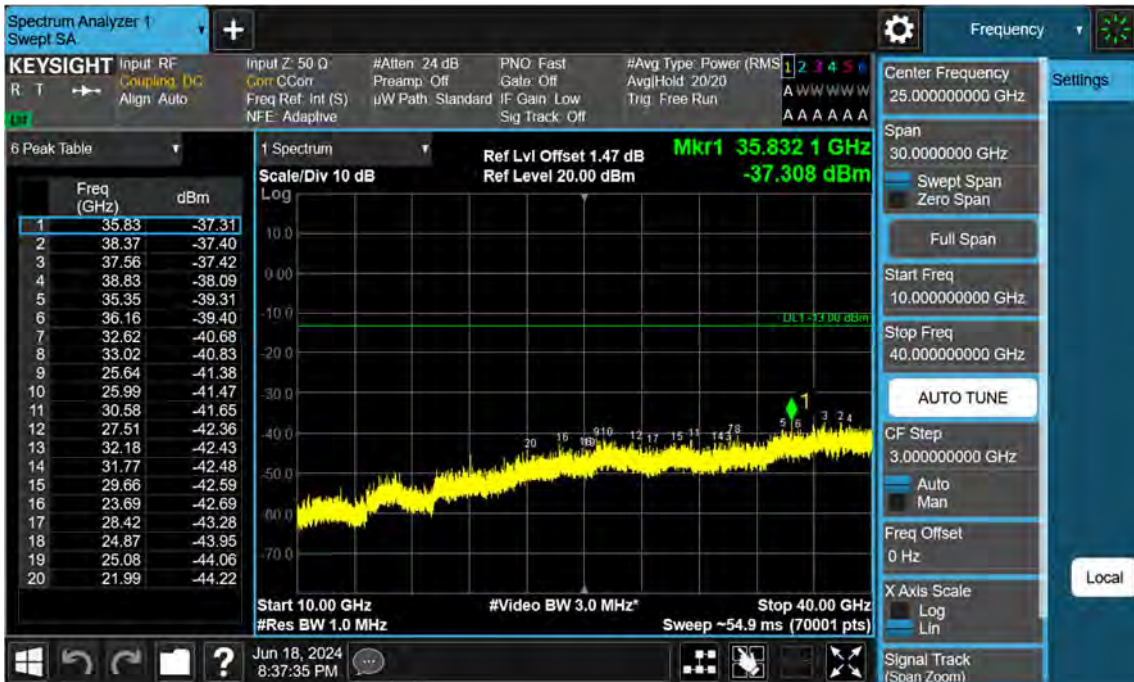 Spectrum Analyzer 1
Swept SA
+
Frequency
KEYSIGHT
R T
Input: RF
Coupling: DC
Align: Auto
Input Z: 50 Ω
Corr CCorr
Freq Ref: Int (S)
NFE: Adaptive
#Atten: 24 dB
Preamp: Off
µW Path: Standard
PNO: Fast
Gate: Off
IF Gain: Low
Sig Track: Off
#Avg Type: Power (RMS
Avg|Hold: 20/20
Trig: Free Run
1 2 3 4 5 6
A W W W W W
A A A A A A
6 Peak Table
Freq (GHz) dBm
1 35.83 -37.31
2 38.37 -37.40
3 37.56 -37.42
4 38.83 -38.09
5 35.35 -39.31
6 36.16 -39.40
7 32.62 -40.68
8 33.02 -40.83
9 25.64 -41.38
10 25.99 -41.47
11 30.58 -41.65
12 27.51 -42.36
13 32.18 -42.43
14 31.77 -42.48
15 29.66 -42.59
16 23.69 -42.69
17 28.42 -43.28
18 24.87 -43.95
19 25.08 -44.06
20 21.99 -44.22
1 Spectrum
Scale/Div 10 dB
Ref Lvl Offset 1.47 dB
Ref Level 20.00 dBm
Mkr1 35.832 1 GHz
-37.308 dBm
Log
10.0
0.00
-10.0
DL1 -13.00 dBm
-20.0
-30.0
-40.0
-50.0
-60.0
-70.0
1
20 16 910 12 17 15 11 5 6 3 2 4
Start 10.00 GHz
#Video BW 3.0 MHz*
Stop 40.00 GHz
#Res BW 1.0 MHz
Sweep ~54.9 ms (70001 pts)
Settings
Center Frequency
25.000000000 GHz
Span
30.0000000 GHz
Swept Span
Zero Span
Full Span
Start Freq
10.000000000 GHz
Stop Freq
40.000000000 GHz
AUTO TUNE
CF Step
3.000000000 GHz
Auto
Man
Freq Offset
0 Hz
X Axis Scale
Log
Lin
Signal Track
(Span Zoom)
Local
?
Jun 18, 2024
8:37:35 PM